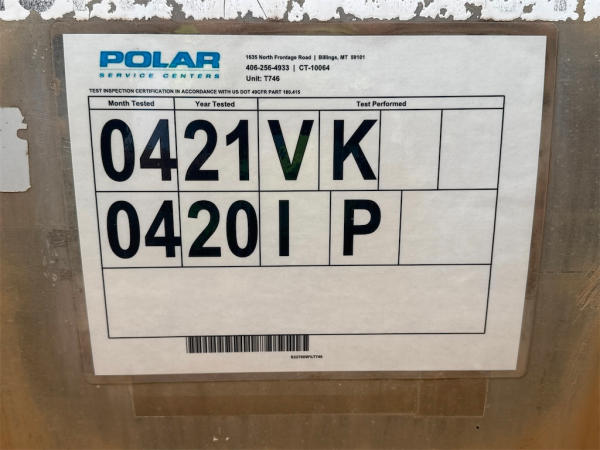 POLAR
SERVICE CENTERS
1635 North Frontage Road | Billings, MT 59101
406-256-4933 | CT-10064
Unit: T746
TEST INSPECTION CERTIFICATION IN ACCORDANCE WITH US DOT 49CFR PART 180.415
Month Tested Year Tested Test Performed
04 21 V K
04 20 I P